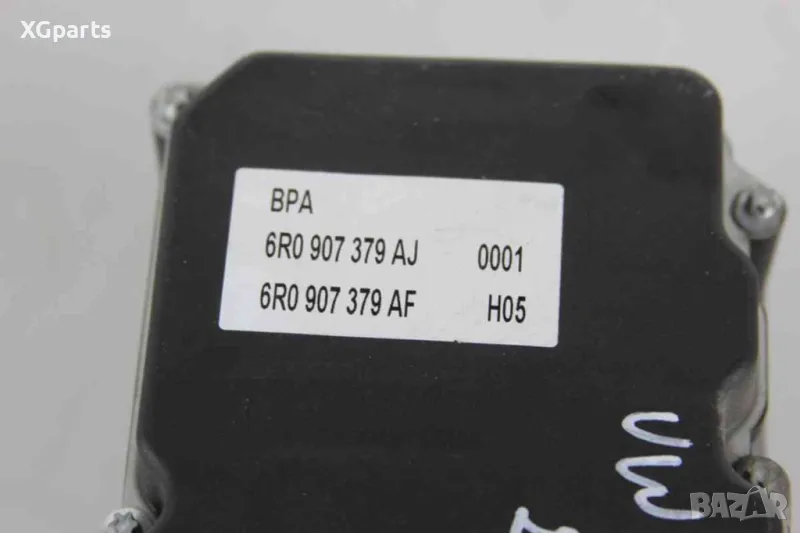 XGparts
BPA
6R0 907 379 AJ 0001
6R0 907 379 AF H05
VW
BAZAR